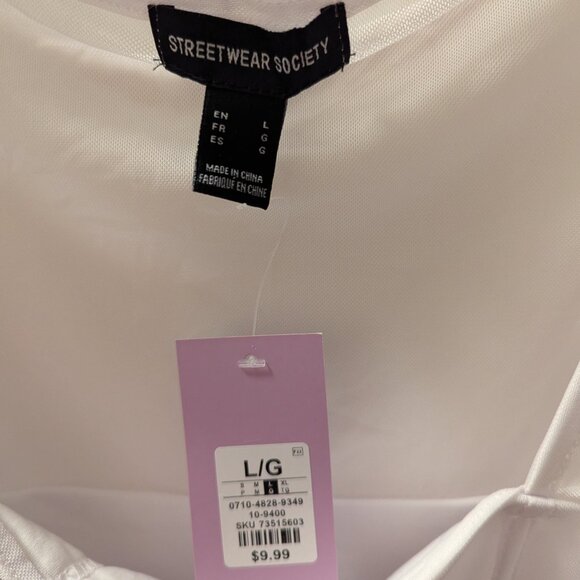 STREETWEAR SOCIETY
EN L
FR G
ES G
MADE IN CHINA
FABRIQUE EN CHINE
L/G
S M L XL
P M G TG
0710-4828-9349
10-9400
SKU 73515603
$9.99